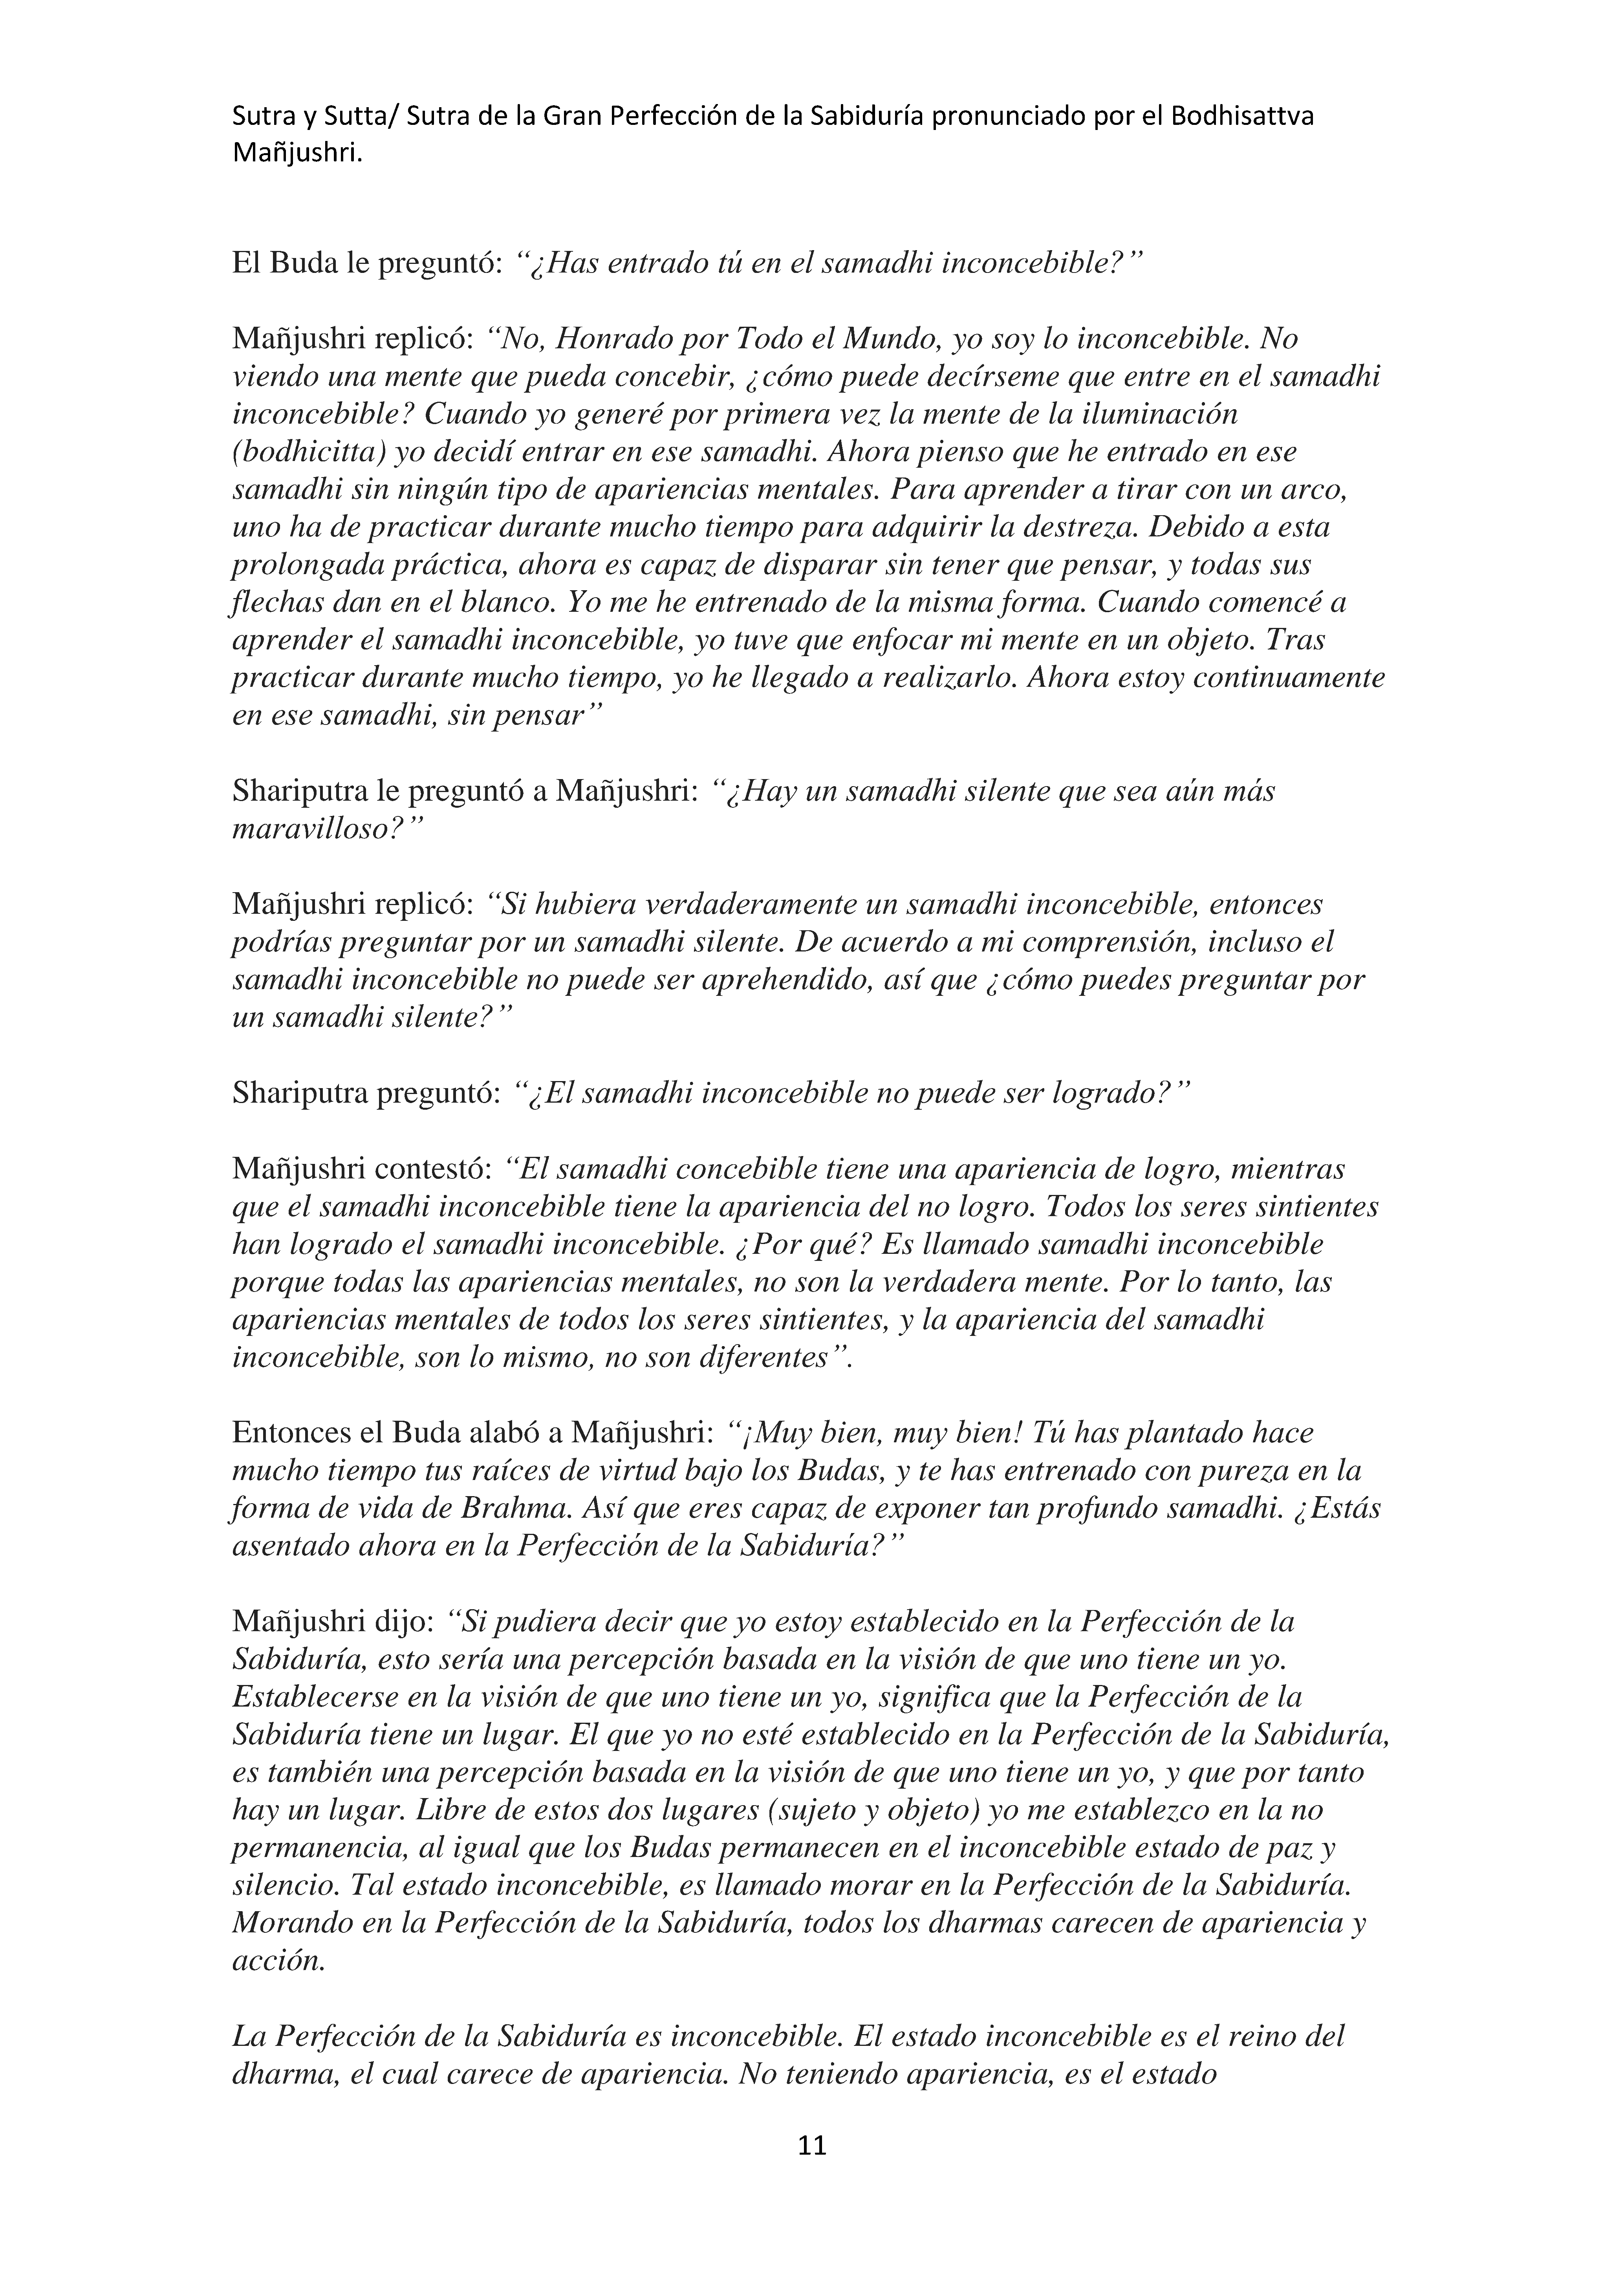 Sutra y Sutta/ Sutra de la Gran Perfección de la Sabiduría pronunciado por el Bodhisattva
Mañjushri.
El Buda le preguntó: “¿Has entrado tú en el samadhi inconcebible?”
Mañjushri replicó: “No, Honrado por Todo el Mundo, yo soy lo inconcebible. No
viendo una mente que pueda concebir, ¿cómo puede decírseme que entre en el samadhi
inconcebible? Cuando yo generé por primera vez la mente de la iluminación
(bodhicitta) yo decidí entrar en ese samadhi. Ahora pienso que he entrado en ese
samadhi sin ningún tipo de apariencias mentales. Para aprender a tirar con un arco,
uno ha de practicar durante mucho tiempo para adquirir la destreza. Debido a esta
prolongada práctica, ahora es capaz de disparar sin tener que pensar, y todas sus
flechas dan en el blanco. Yo me he entrenado de la misma forma. Cuando comencé a
aprender el samadhi inconcebible, yo tuve que enfocar mi mente en un objeto. Tras
practicar durante mucho tiempo, yo he llegado a realizarlo. Ahora estoy continuamente
en ese samadhi, sin pensar”
Shariputra le preguntó a Mañjushri: “¿Hay un samadhi silente que sea aún más
maravilloso?”
Mañjushri replicó: “Si hubiera verdaderamente un samadhi inconcebible, entonces
podrías preguntar por un samadhi silente. De acuerdo a mi comprensión, incluso el
samadhi inconcebible no puede ser aprehendido, así que ¿cómo puedes preguntar por
un samadhi silente?”
Shariputra preguntó: “¿El samadhi inconcebible no puede ser logrado?”
Mañjushri contestó: “El samadhi concebible tiene una apariencia de logro, mientras
que el samadhi inconcebible tiene la apariencia del no logro. Todos los seres sintientes
han logrado el samadhi inconcebible. ¿Por qué? Es llamado samadhi inconcebible
porque todas las apariencias mentales, no son la verdadera mente. Por lo tanto, las
apariencias mentales de todos los seres sintientes, y la apariencia del samadhi
inconcebible, son lo mismo, no son diferentes”.
Entonces el Buda alabó a Mañjushri: “¡Muy bien, muy bien! Tú has plantado hace
mucho tiempo tus raíces de virtud bajo los Budas, y te has entrenado con pureza en la
forma de vida de Brahma. Así que eres capaz de exponer tan profundo samadhi. ¿Estás
asentado ahora en la Perfección de la Sabiduría?”
Mañjushri dijo: “Si pudiera decir que yo estoy establecido en la Perfección de la
Sabiduría, esto sería una percepción basada en la visión de que uno tiene un yo.
Establecerse en la visión de que uno tiene un yo, significa que la Perfección de la
Sabiduría tiene un lugar. El que yo no esté establecido en la Perfección de la Sabiduría,
es también una percepción basada en la visión de que uno tiene un yo, y que por tanto
hay un lugar. Libre de estos dos lugares (sujeto y objeto) yo me establezco en la no
permanencia, al igual que los Budas permanecen en el inconcebible estado de paz y
silencio. Tal estado inconcebible, es llamado morar en la Perfección de la Sabiduría.
Morando en la Perfección de la Sabiduría, todos los dharmas carecen de apariencia y
acción.
La Perfección de la Sabiduría es inconcebible. El estado inconcebible es el reino del
dharma, el cual carece de apariencia. No teniendo apariencia, es el estado
11